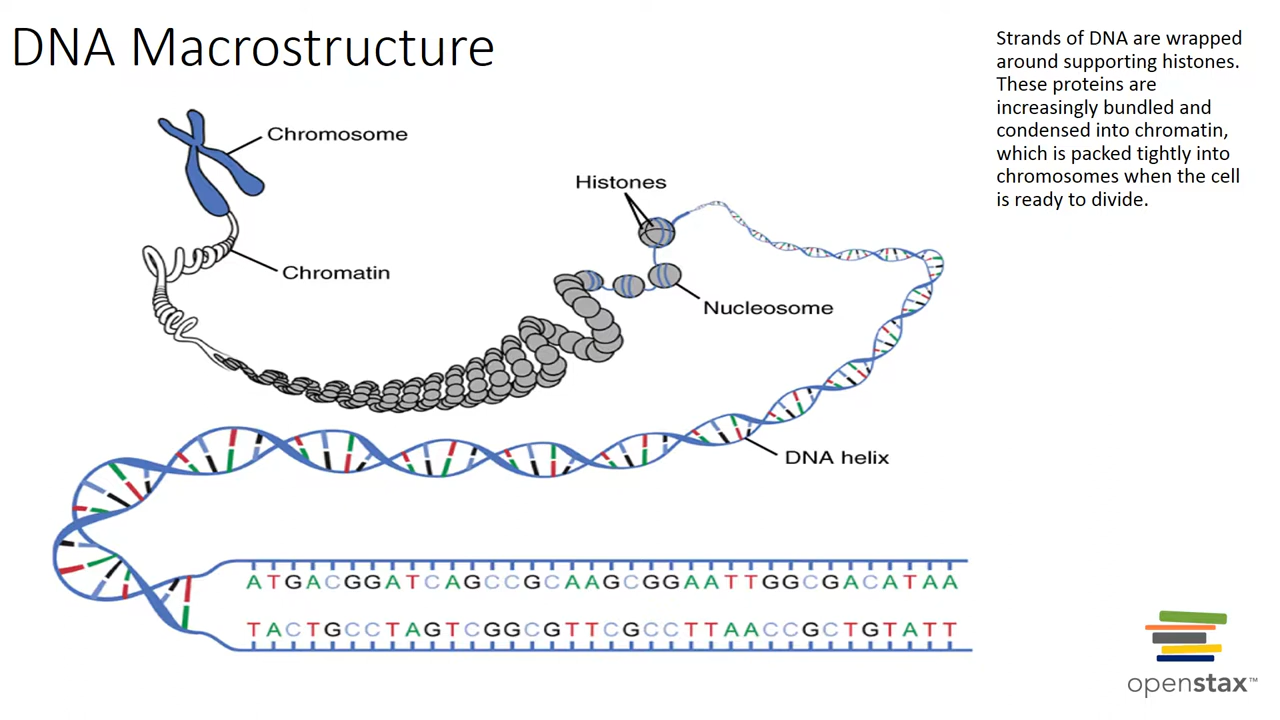 DNA Macrostructure
Strands of DNA are wrapped
around supporting histones.
These proteins are
increasingly bundled and
condensed into chromatin,
which is packed tightly into
chromosomes when the cell
is ready to divide.
Chromosome
Histones
Chromatin
Nucleosome
DNA helix
ATGACGGATCAGCCGCAAGCGGAATTGGCGACATAA
TACTGCCTAGTCGGCGTTCGCCTTAACCGCTGTATT
openstax™